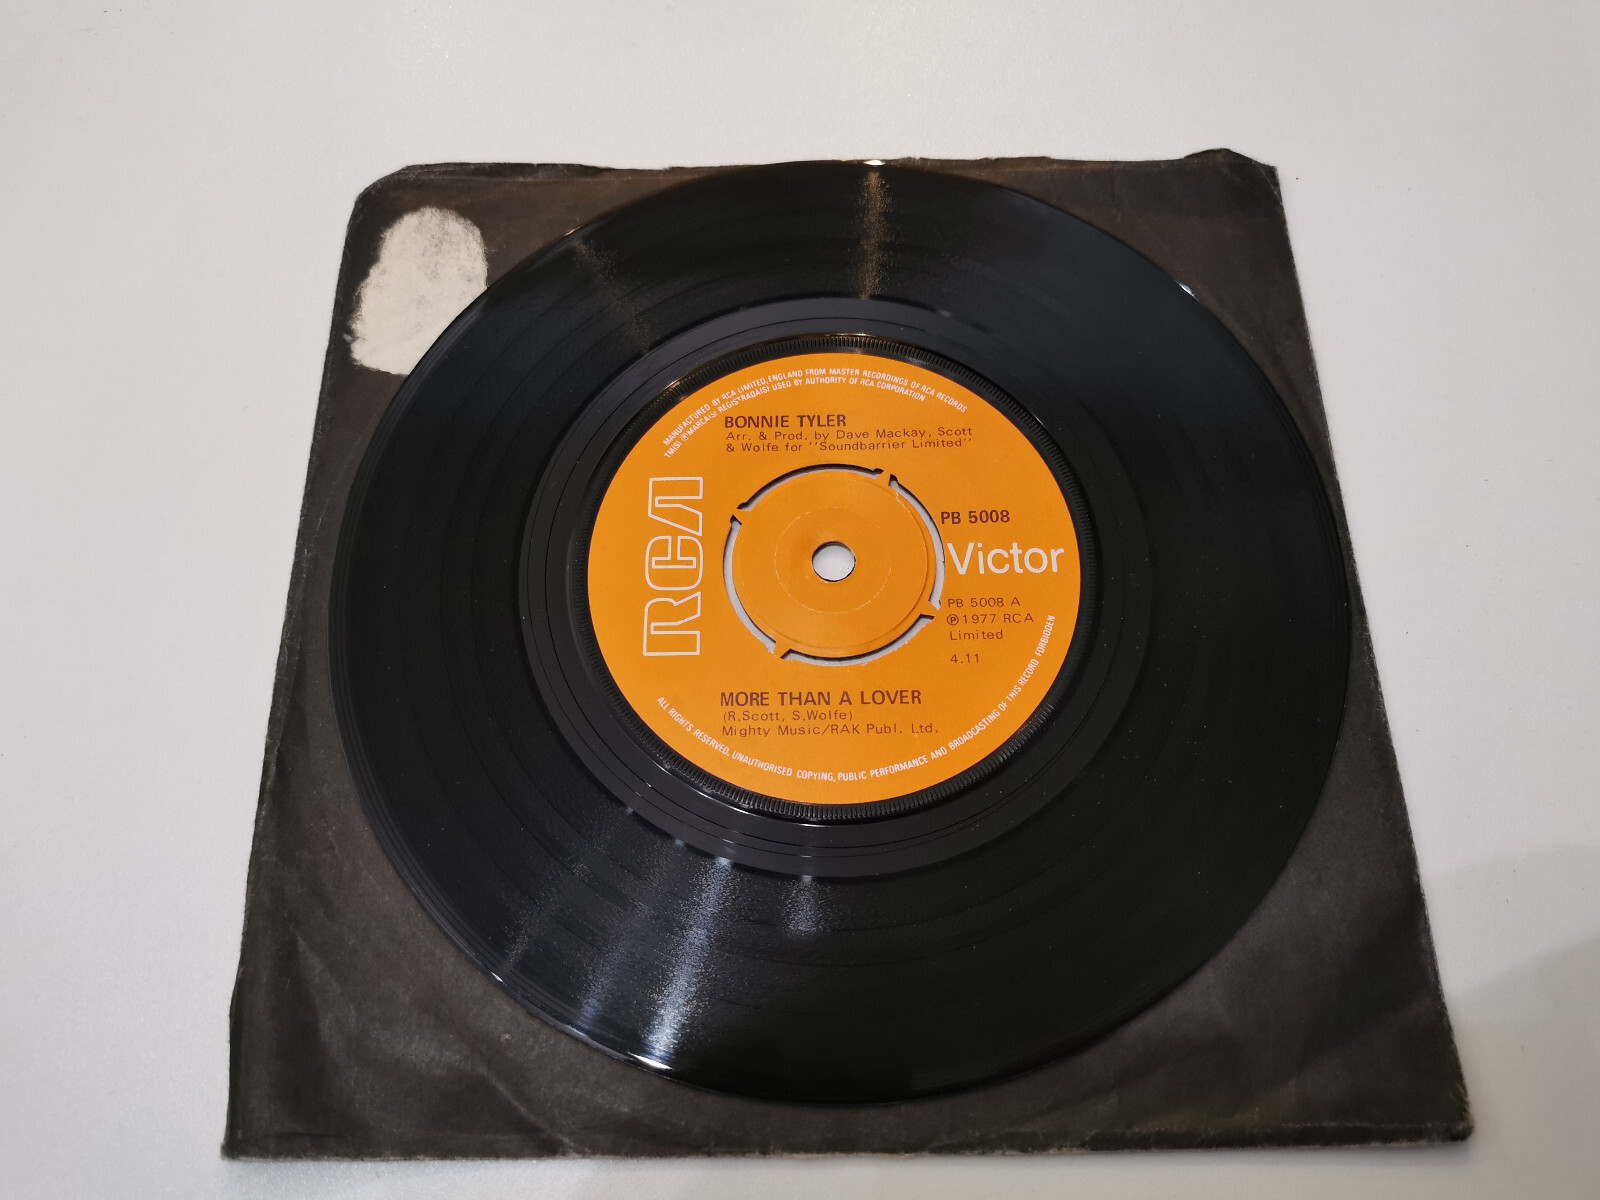 MANUFACTURED BY RCA LIMITED, ENGLAND FROM MASTER RECORDINGS OF RCA RECORDS
TM(S) ® MARCA(S) REGISTRADA(S) USED BY AUTHORITY OF RCA CORPORATION
BONNIE TYLER
Arr. & Prod. by Dave Mackay, Scott
& Wolfe for "Soundbarrier Limited"
RCA
PB 5008
Victor
PB 5008 A
℗ 1977 RCA
Limited
4.11
MORE THAN A LOVER
(R.Scott, S.Wolfe)
Mighty Music/RAK Publ. Ltd.
ALL RIGHTS RESERVED. UNAUTHORISED COPYING, PUBLIC PERFORMANCE AND BROADCASTING OF THIS RECORD FORBIDDEN